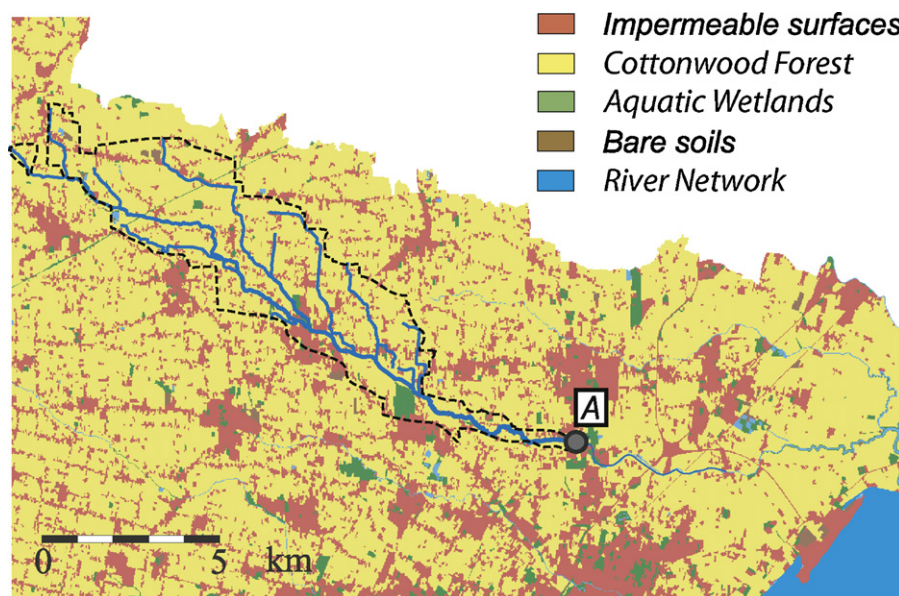 Impermeable surfaces
Cottonwood Forest
Aquatic Wetlands
Bare soils
River Network
A
0 5 km